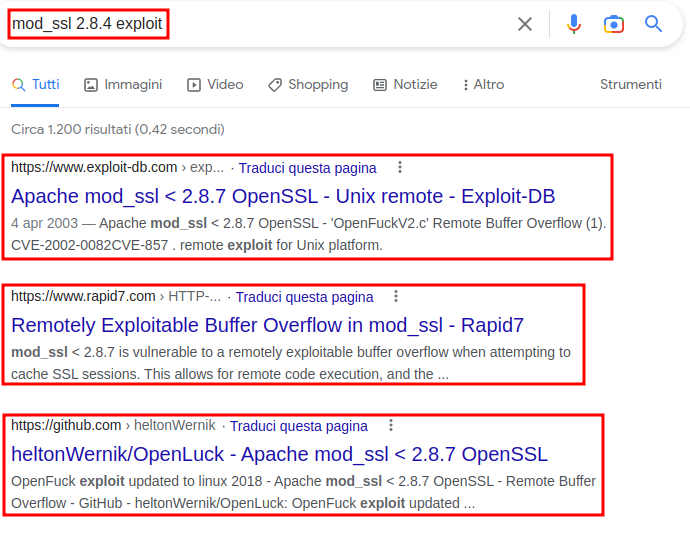 mod_ssl 2.8.4 exploit
Tutti Immagini Video Shopping Notizie Altro Strumenti
Circa 1.200 risultati (0,42 secondi)
https://www.exploit-db.com › exp... · Traduci questa pagina
Apache mod_ssl < 2.8.7 OpenSSL - Unix remote - Exploit-DB
4 apr 2003 — Apache mod_ssl < 2.8.7 OpenSSL - 'OpenFuckV2.c' Remote Buffer Overflow (1).
CVE-2002-0082CVE-857 . remote exploit for Unix platform.
https://www.rapid7.com › HTTP-... · Traduci questa pagina
Remotely Exploitable Buffer Overflow in mod_ssl - Rapid7
mod_ssl < 2.8.7 is vulnerable to a remotely exploitable buffer overflow when attempting to
cache SSL sessions. This allows for remote code execution, and the ...
https://github.com › heltonWernik · Traduci questa pagina
heltonWernik/OpenLuck - Apache mod_ssl < 2.8.7 OpenSSL
OpenFuck exploit updated to linux 2018 - Apache mod_ssl < 2.8.7 OpenSSL - Remote Buffer
Overflow - GitHub - heltonWernik/OpenLuck: OpenFuck exploit updated ...